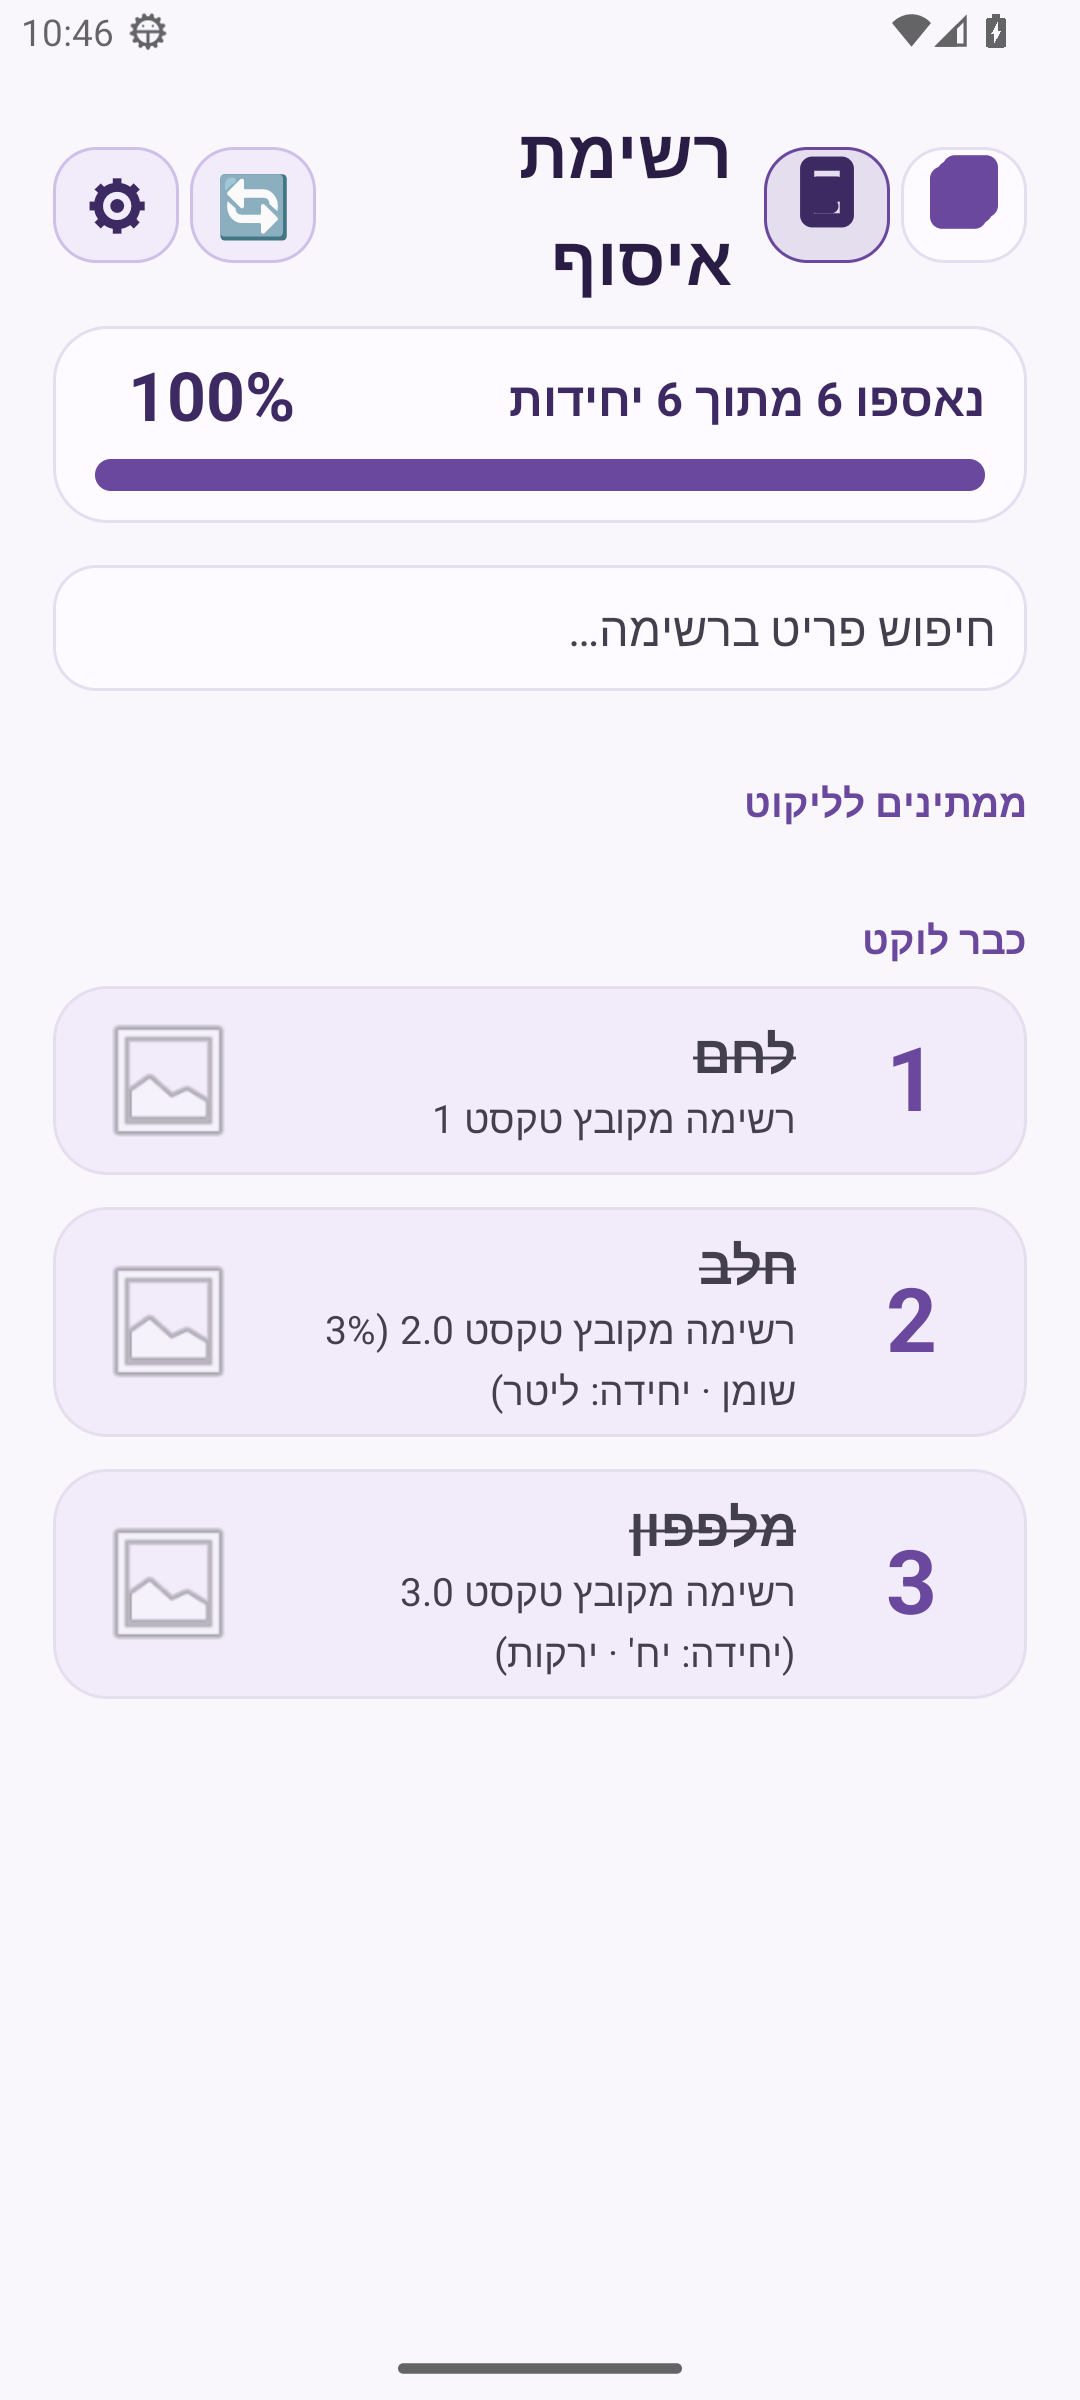 10:46
רשימת
איסוף
נאספו 6 מתוך 6 יחידות
100%
חיפוש פריט ברשימה...
ממתינים לליקוט
כבר לוקט
1
לחם
רשימה מקובץ טקסט 1
2
חלב
רשימה מקובץ טקסט 2.0 (3%
שומן · יחידה: ליטר)
3
מלפפון
רשימה מקובץ טקסט 3.0
(יחידה: יח' · ירקות)